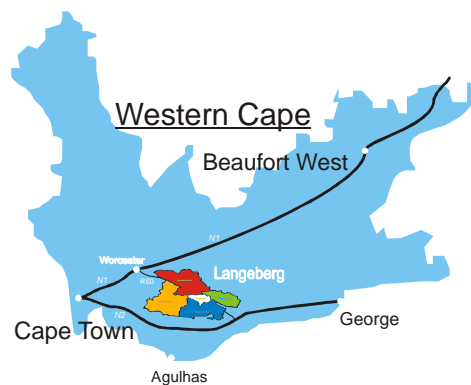 Western Cape
Beaufort West
N1
Worcester
R60
Langeberg
N1
N2
Cape Town
George
Agulhas